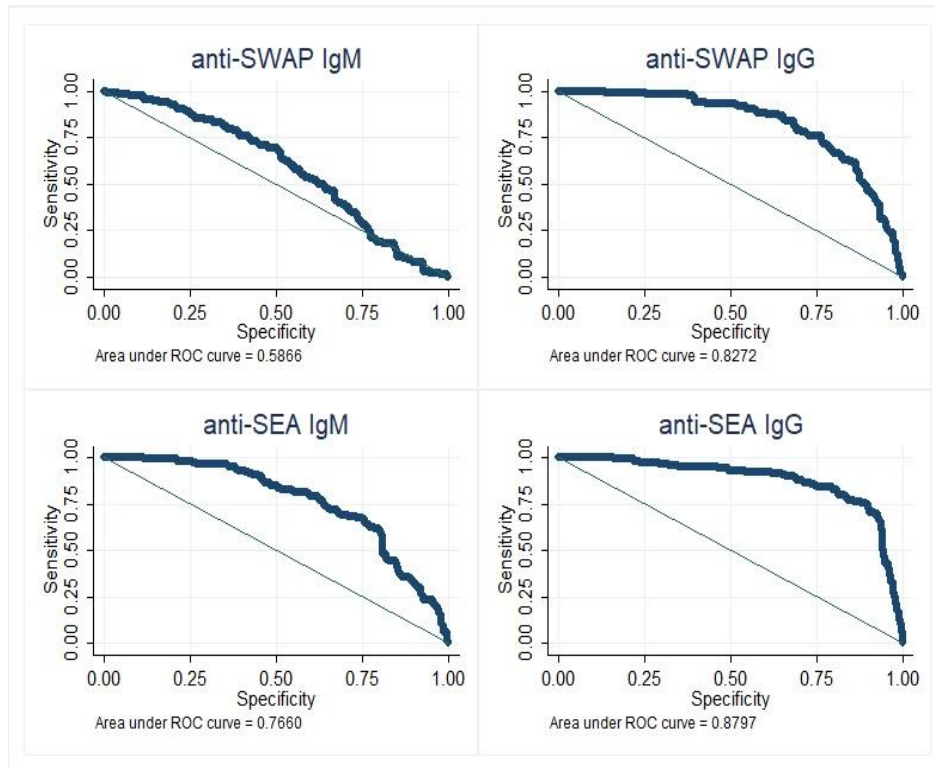 anti-SWAP IgM
Sensitivity
1.00
0.75
0.50
0.25
0.00
0.00 0.25 0.50 0.75 1.00
Specificity
Area under ROC curve = 0.5866
anti-SWAP IgG
Sensitivity
1.00
0.75
0.50
0.25
0.00
0.00 0.25 0.50 0.75 1.00
Specificity
Area under ROC curve = 0.8272
anti-SEA IgM
Sensitivity
1.00
0.75
0.50
0.25
0.00
0.00 0.25 0.50 0.75 1.00
Specificity
Area under ROC curve = 0.7660
anti-SEA IgG
Sensitivity
1.00
0.75
0.50
0.25
0.00
0.00 0.25 0.50 0.75 1.00
Specificity
Area under ROC curve = 0.8797